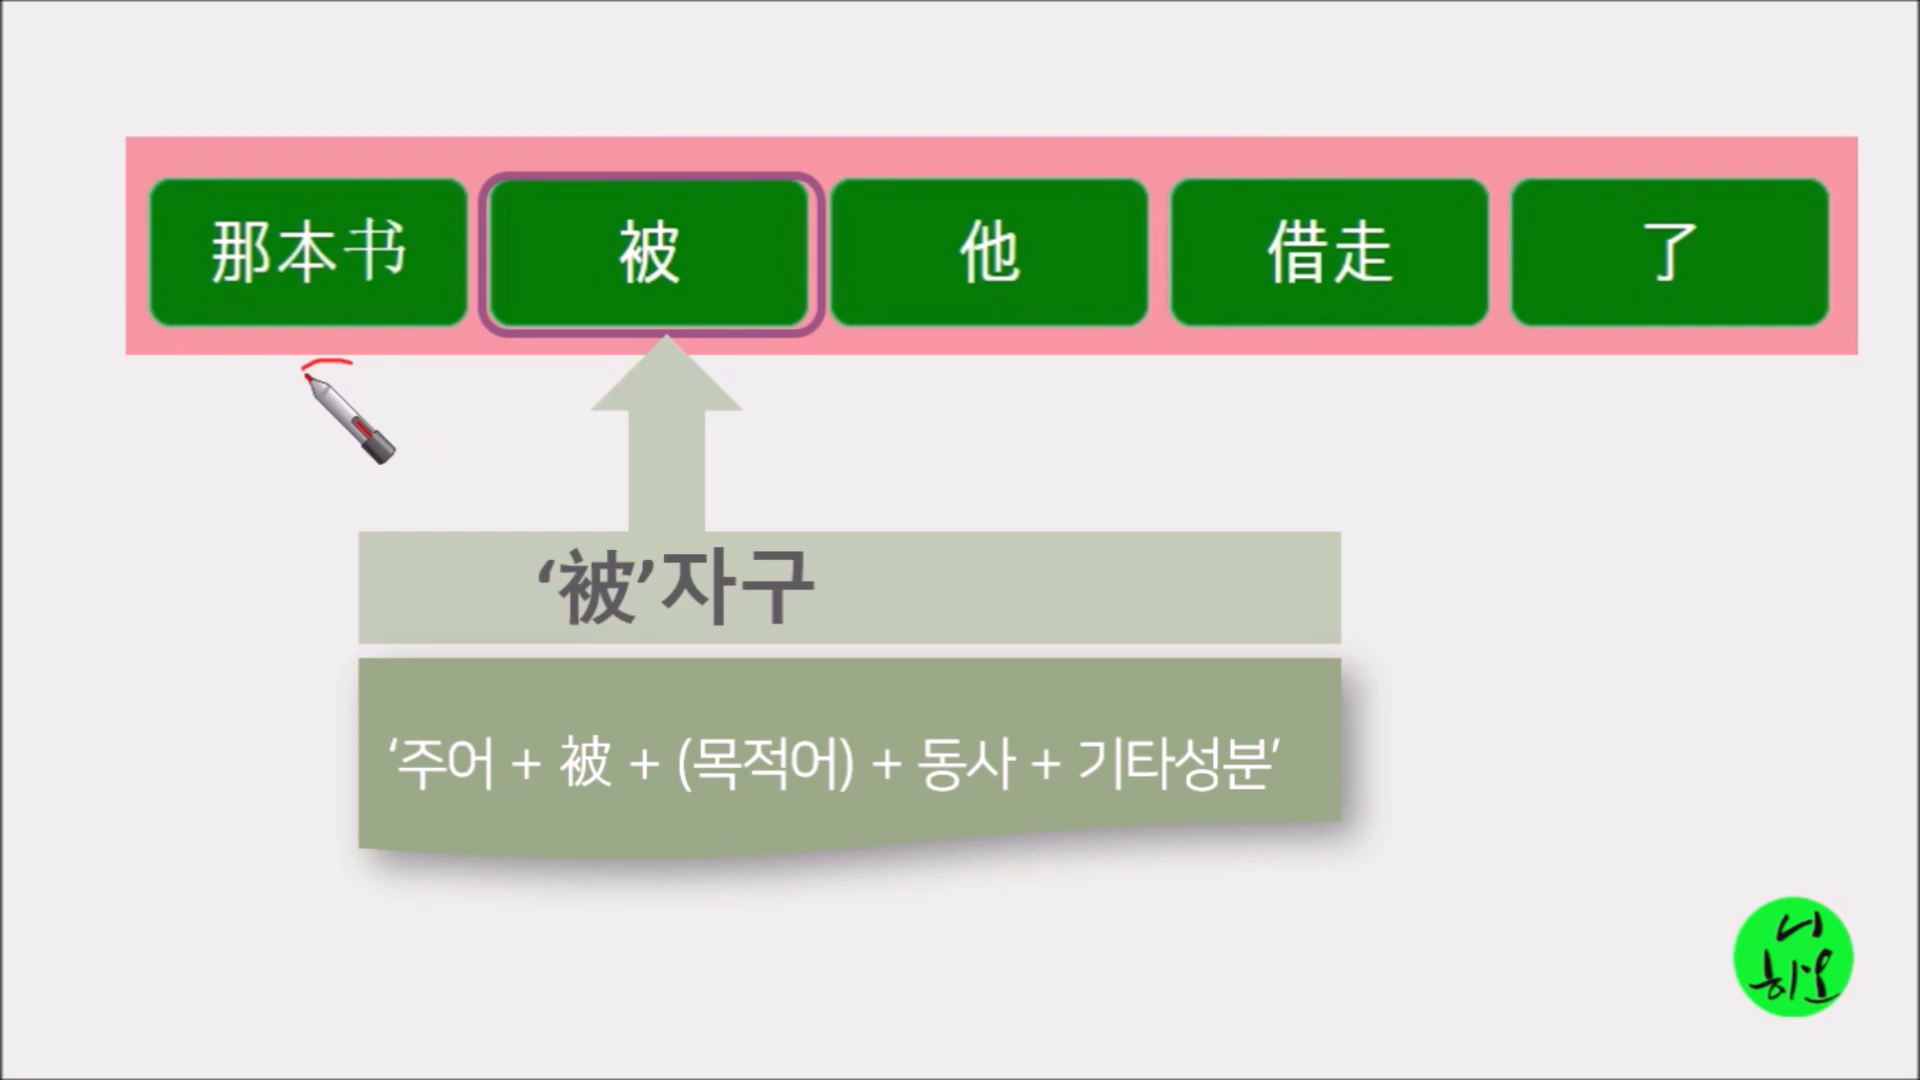 那本书 被 他 借走 了
‘被’자구
‘주어 + 被 + (목적어) + 동사 + 기타성분’
니
하오